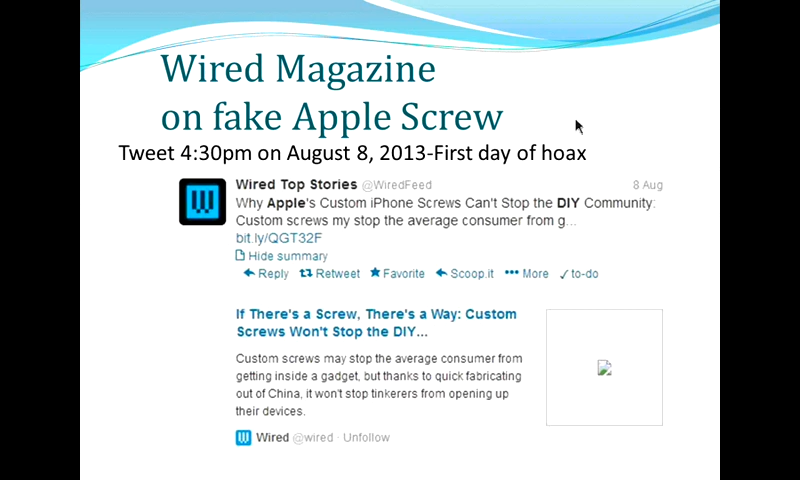 Wired Magazine
on fake Apple Screw
Tweet 4:30pm on August 8, 2013-First day of hoax
Wired Top Stories @WiredFeed 8 Aug
Why Apple's Custom iPhone Screws Can't Stop the DIY Community:
Custom screws my stop the average consumer from g...
bit.ly/QGT32F
Hide summary
Reply Retweet Favorite Scoop.it More to-do
If There's a Screw, There's a Way: Custom
Screws Won't Stop the DIY...
Custom screws may stop the average consumer from
getting inside a gadget, but thanks to quick fabricating
out of China, it won't stop tinkerers from opening up
their devices.
Wired @wired · Unfollow